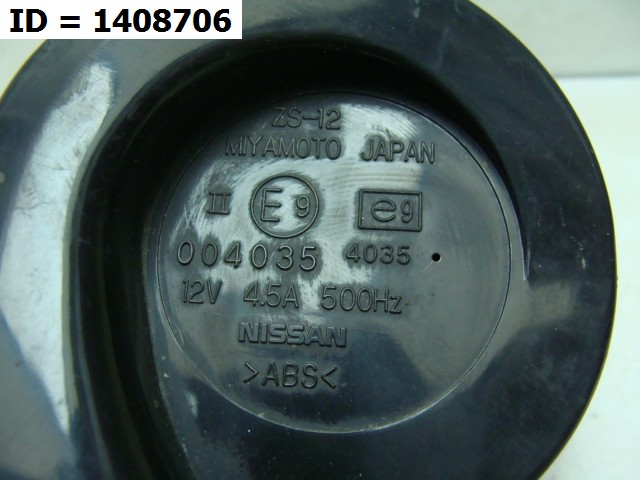 ID = 1408706
ZS-12
MIYAMOTO JAPAN
II E9 e9
004035 4035
12V 4.5A 500Hz
NISSAN
>ABS<